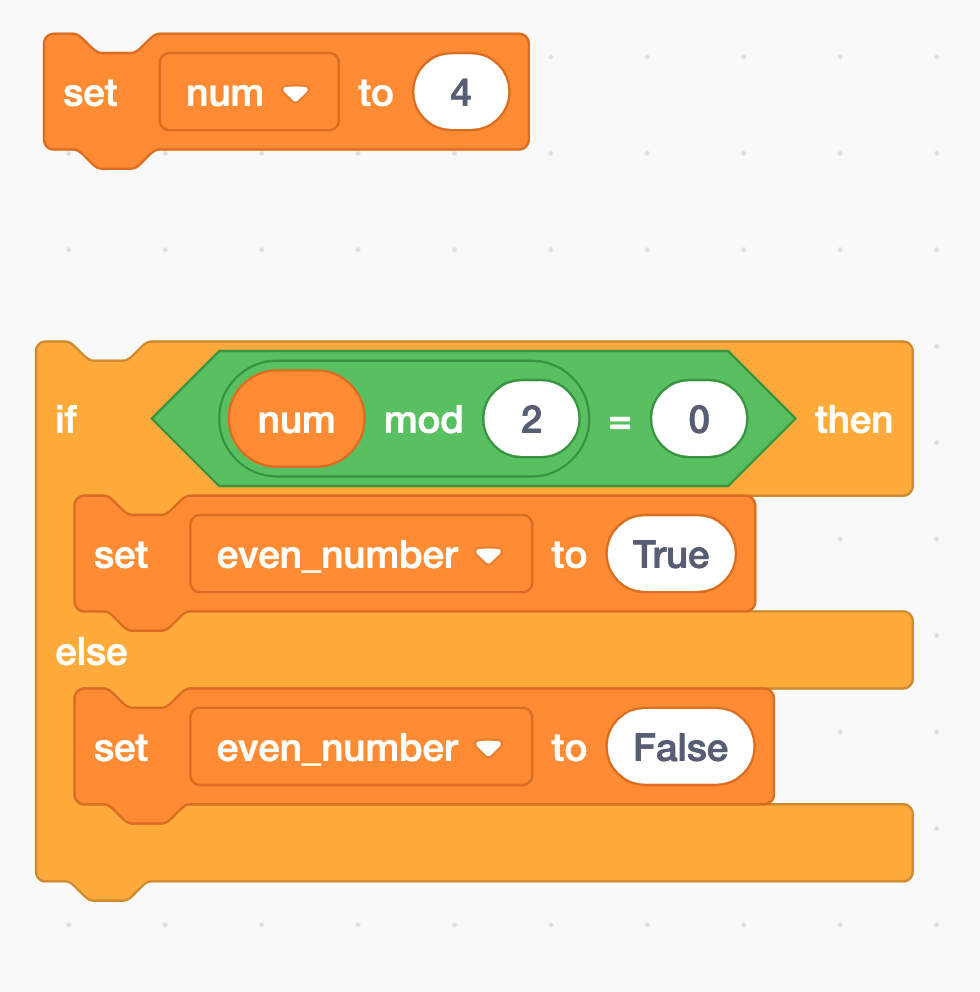 set num to 4
if num mod 2 = 0 then
set even_number to True
else
set even_number to False